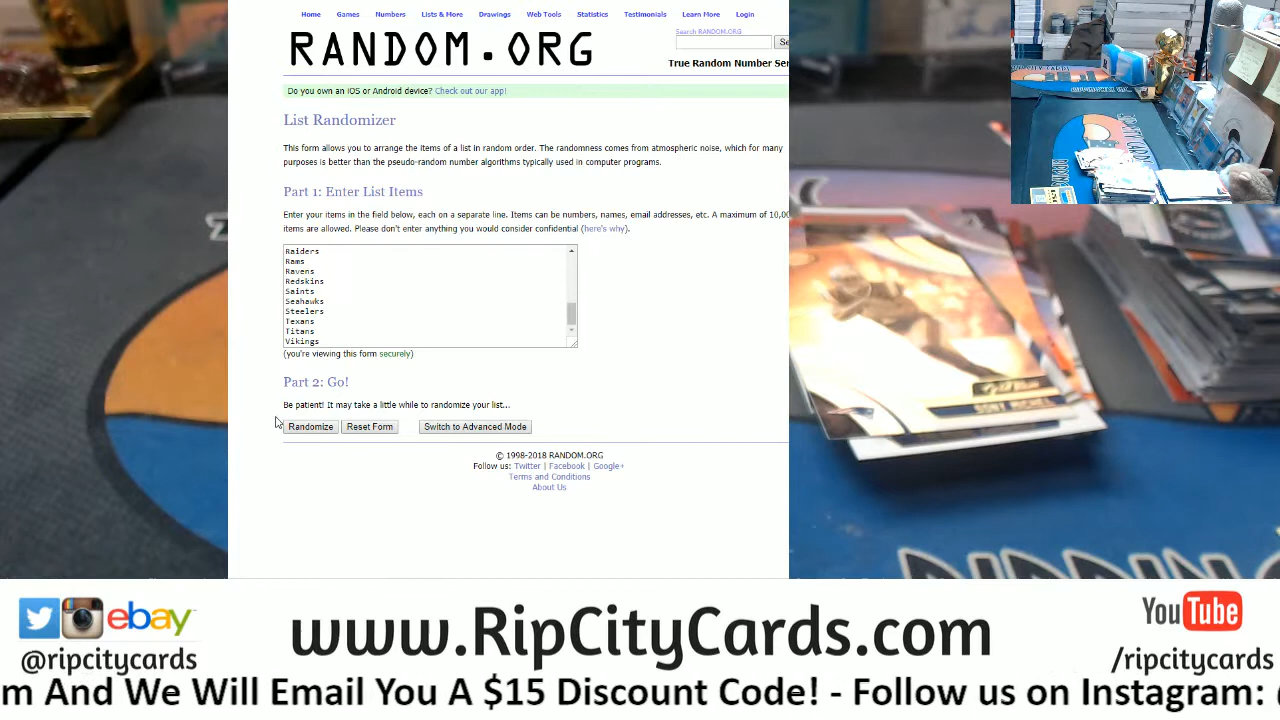 Home Games Numbers Lists & More Drawings Web Tools Statistics Testimonials Learn More Login
RANDOM.ORG
Search RANDOM.ORG
Se
True Random Number Ser
Do you own an iOS or Android device? Check out our app!
List Randomizer
This form allows you to arrange the items of a list in random order. The randomness comes from atmospheric noise, which for many
purposes is better than the pseudo-random number algorithms typically used in computer programs.
Part 1: Enter List Items
Enter your items in the field below, each on a separate line. Items can be numbers, names, email addresses, etc. A maximum of 10,00
items are allowed. Please don't enter anything you would consider confidential (here's why).
Raiders
Rams
Ravens
Redskins
Saints
Seahawks
Steelers
Texans
Titans
Vikings
(you're viewing this form securely)
Part 2: Go!
Be patient! It may take a little while to randomize your list...
Randomize Reset Form Switch to Advanced Mode
© 1998-2018 RANDOM.ORG
Follow us: Twitter | Facebook | Google+
Terms and Conditions
About Us
SONY MICHEL
ebay
@ripcitycards
www.RipCityCards.com
YouTube
/ripcitycards
m And We Will Email You A $15 Discount Code! - Follow us on Instagram: